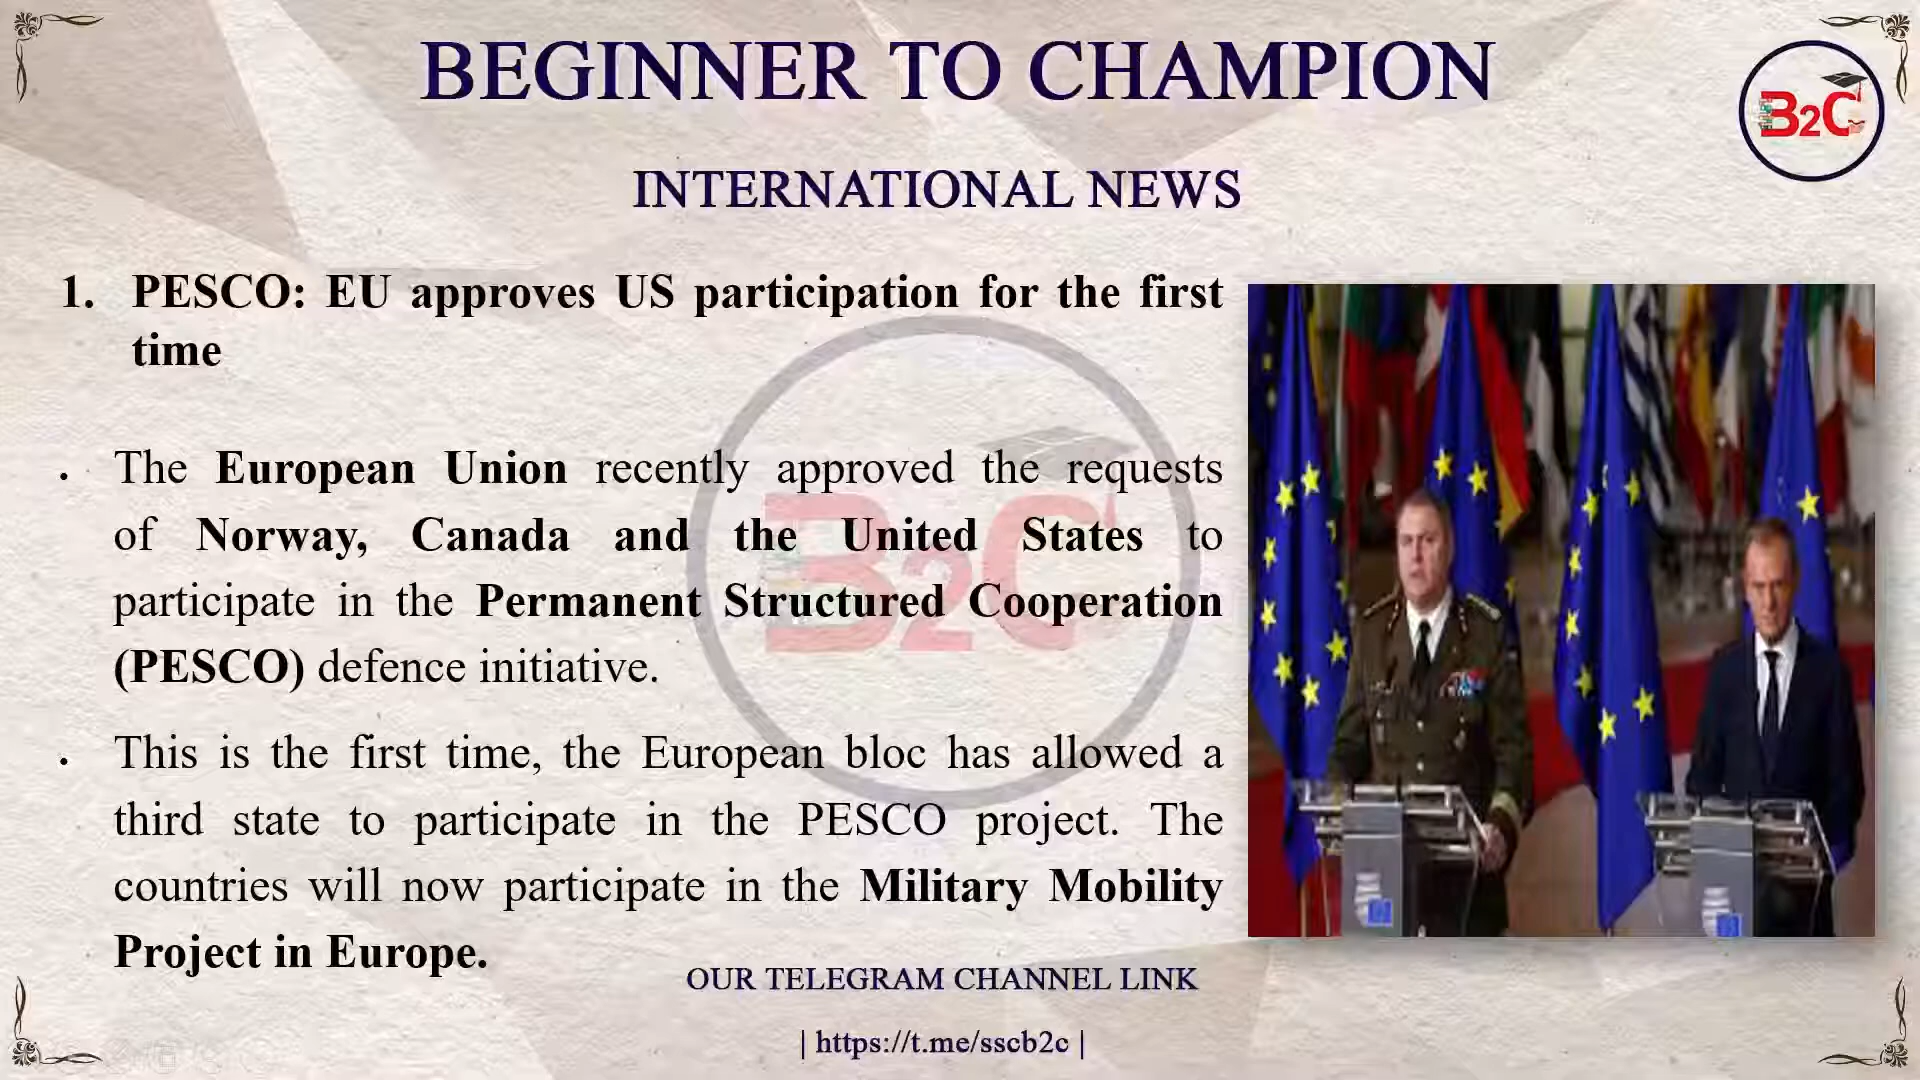 BEGINNER TO CHAMPION
B2C
INTERNATIONAL NEWS
1. PESCO: EU approves US participation for the first
time
• The European Union recently approved the requests
of Norway, Canada and the United States to
participate in the Permanent Structured Cooperation
(PESCO) defence initiative.
• This is the first time, the European bloc has allowed a
third state to participate in the PESCO project. The
countries will now participate in the Military Mobility
Project in Europe.
B2C
OUR TELEGRAM CHANNEL LINK
| https://t.me/sscb2c |